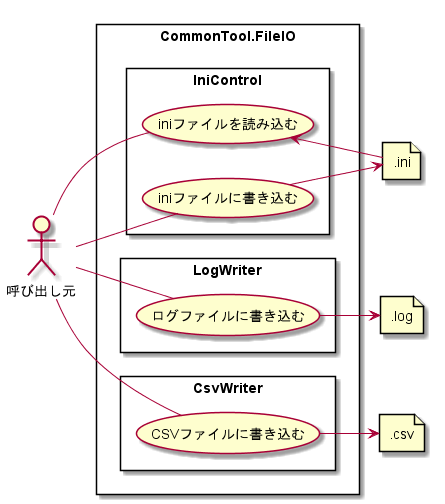 CommonTool.FileIO
IniControl
iniファイルを読み込む
.ini
iniファイルに書き込む
呼び出し元
LogWriter
ログファイルに書き込む
.log
CsvWriter
CSVファイルに書き込む
.csv